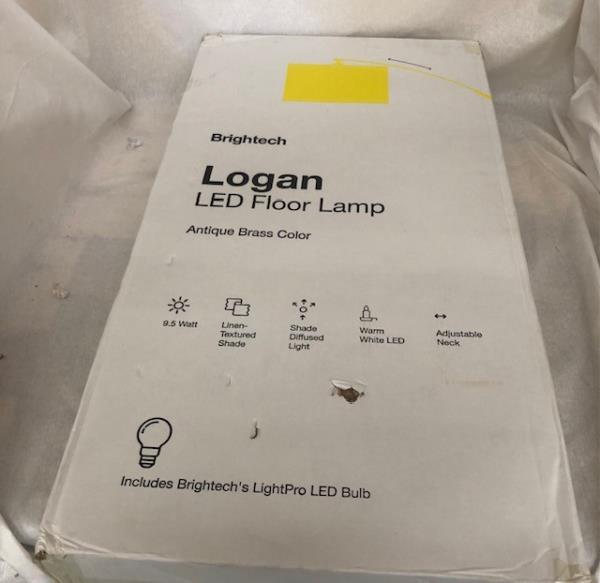 Brightech
Logan
LED Floor Lamp
Antique Brass Color
9.5 Watt
Linen-
Textured
Shade
Shade
Diffused
Light
Warm
White LED
Adjustable
Neck
Includes Brightech's LightPro LED Bulb